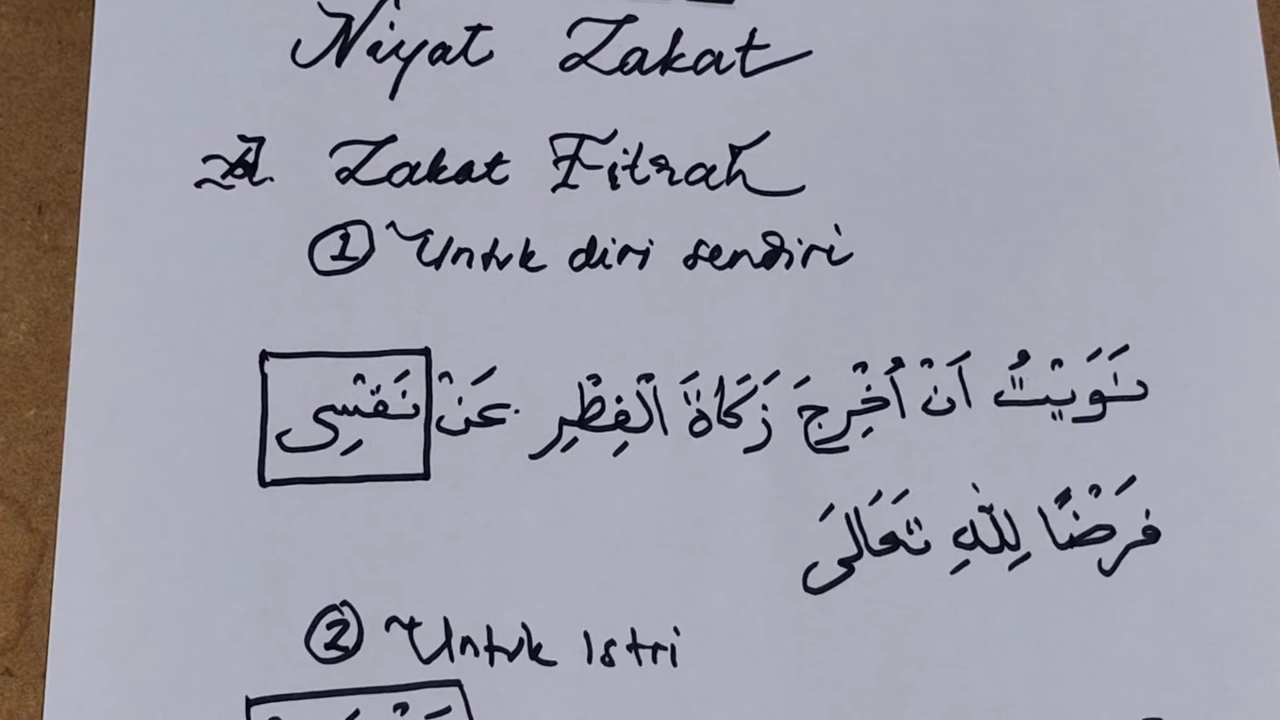 Niyat Zakat
A. Zakat Fitrah
① Untuk diri sendiri
نَوَيْتُ اَنْ اُخْرِجَ زَكَاةَ الْفِطْرِ عَنْ نَفْسِى
فَرْضًا لِلّٰهِ تَعَالَى
② Untuk Istri